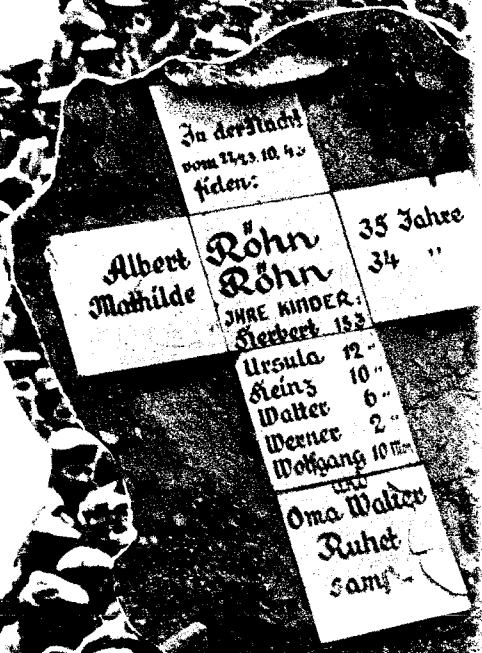 In der Nacht
vom 22/23.10.43
fielen:
Albert Röhn 35 Jahre
Mathilde Röhn 34 "
IHRE KINDER:
Herbert 13 J
Ursula 12 "
Heinz 10 "
Walter 6 "
Werner 2 "
Wolfgang 10 Mon
und
Oma Walter
Ruhet
sanft